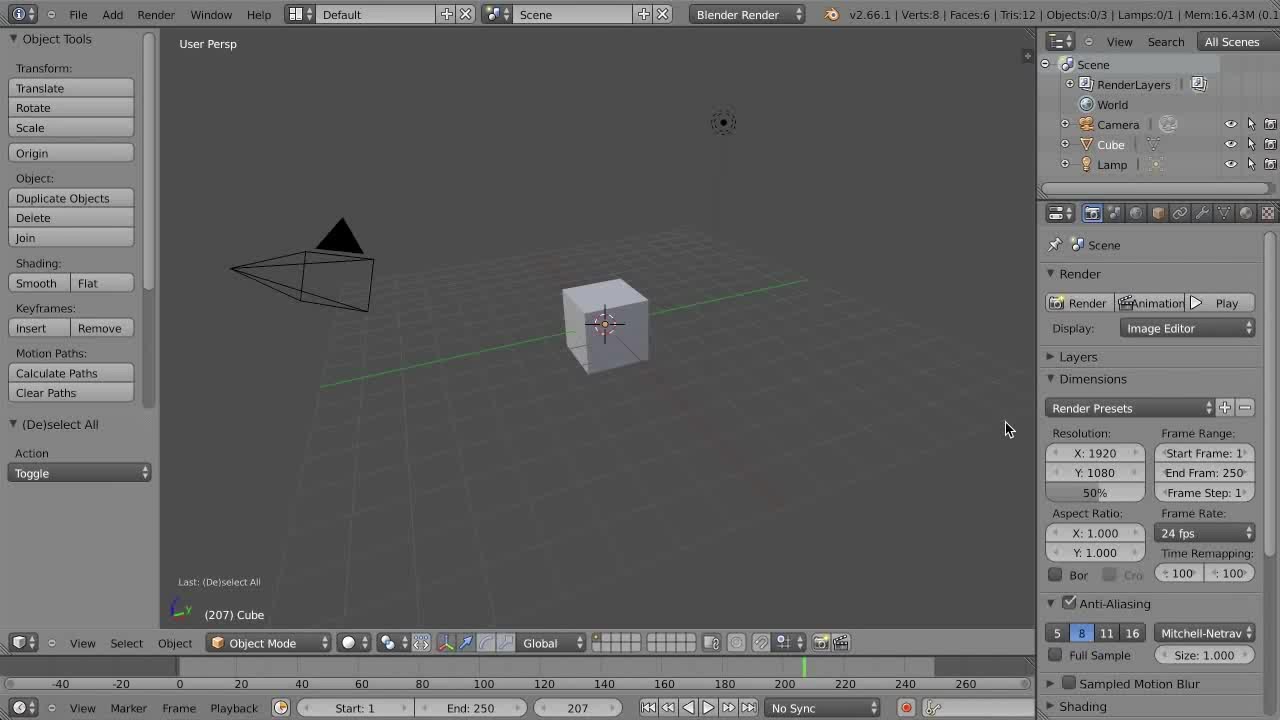 File Add Render Window Help Default Scene Blender Render v2.66.1 | Verts:8 | Faces:6 | Tris:12 | Objects:0/3 | Lamps:0/1 | Mem:16.43M (0.1
Object Tools
Transform:
Translate
Rotate
Scale
Origin
Object:
Duplicate Objects
Delete
Join
Shading:
Smooth Flat
Keyframes:
Insert Remove
Motion Paths:
Calculate Paths
Clear Paths
(De)select All
Action
Toggle
User Persp
Last: (De)select All
(207) Cube
View Select Object Object Mode Global
-40 -20 0 20 40 60 80 100 120 140 160 180 200 220 240 260
View Marker Frame Playback Start: 1 End: 250 207 No Sync
View Search All Scenes
Scene
RenderLayers |
World
Camera |
Cube |
Lamp |
Scene
Render
Render Animation Play
Display: Image Editor
Layers
Dimensions
Render Presets
Resolution: Frame Range:
X: 1920 Start Frame: 1
Y: 1080 End Fram: 250
50% Frame Step: 1
Aspect Ratio: Frame Rate:
X: 1.000 24 fps
Y: 1.000 Time Remapping:
Bor Cro : 100 : 100
Anti-Aliasing
5 8 11 16 Mitchell-Netrav
Full Sample Size: 1.000
Sampled Motion Blur
Shading